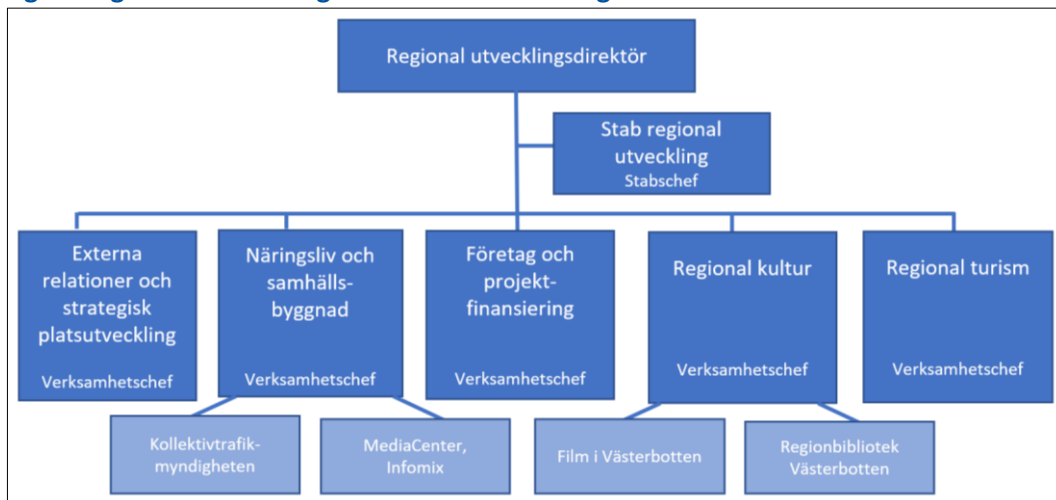 Regional utvecklingsdirektör
Stab regional
utveckling
Stabschef
Externa
relationer och
strategisk
platsutveckling
Verksamhetschef
Näringsliv och
samhälls-
byggnad
Verksamhetschef
Företag och
projekt-
finansiering
Verksamhetschef
Regional kultur
Verksamhetschef
Regional turism
Verksamhetschef
Kollektivtrafik-
myndigheten
MediaCenter,
Infomix
Film i Västerbotten
Regionbibliotek
Västerbotten